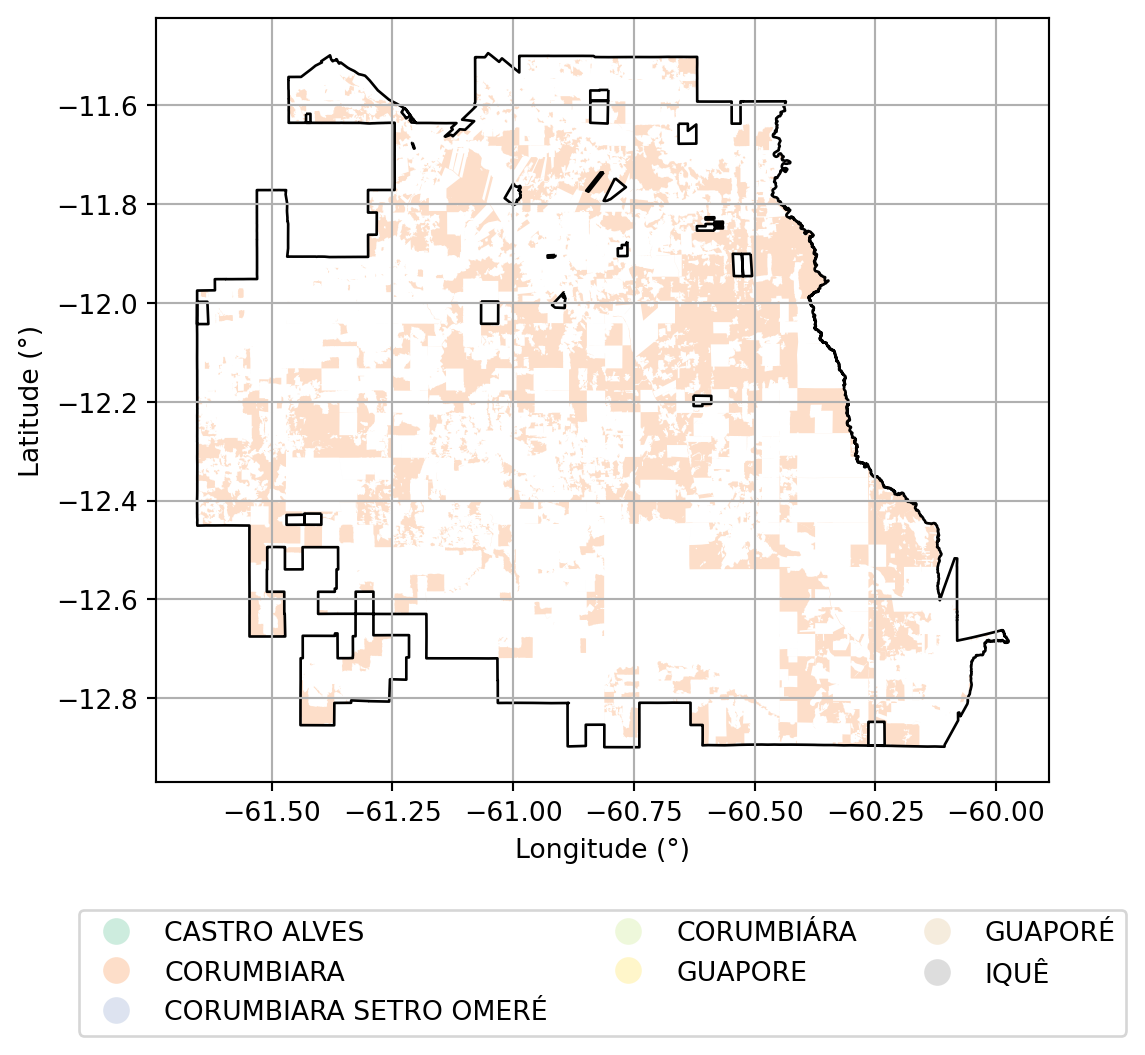 −11.6
−11.8
−12.0
−12.2
−12.4
−12.6
−12.8
Latitude (°)
−61.50 −61.25 −61.00 −60.75 −60.50 −60.25 −60.00
Longitude (°)
CASTRO ALVES
CORUMBIARA
CORUMBIARA SETRO OMERÉ
CORUMBIÁRA
GUAPORE
GUAPORÉ
IQUÊ